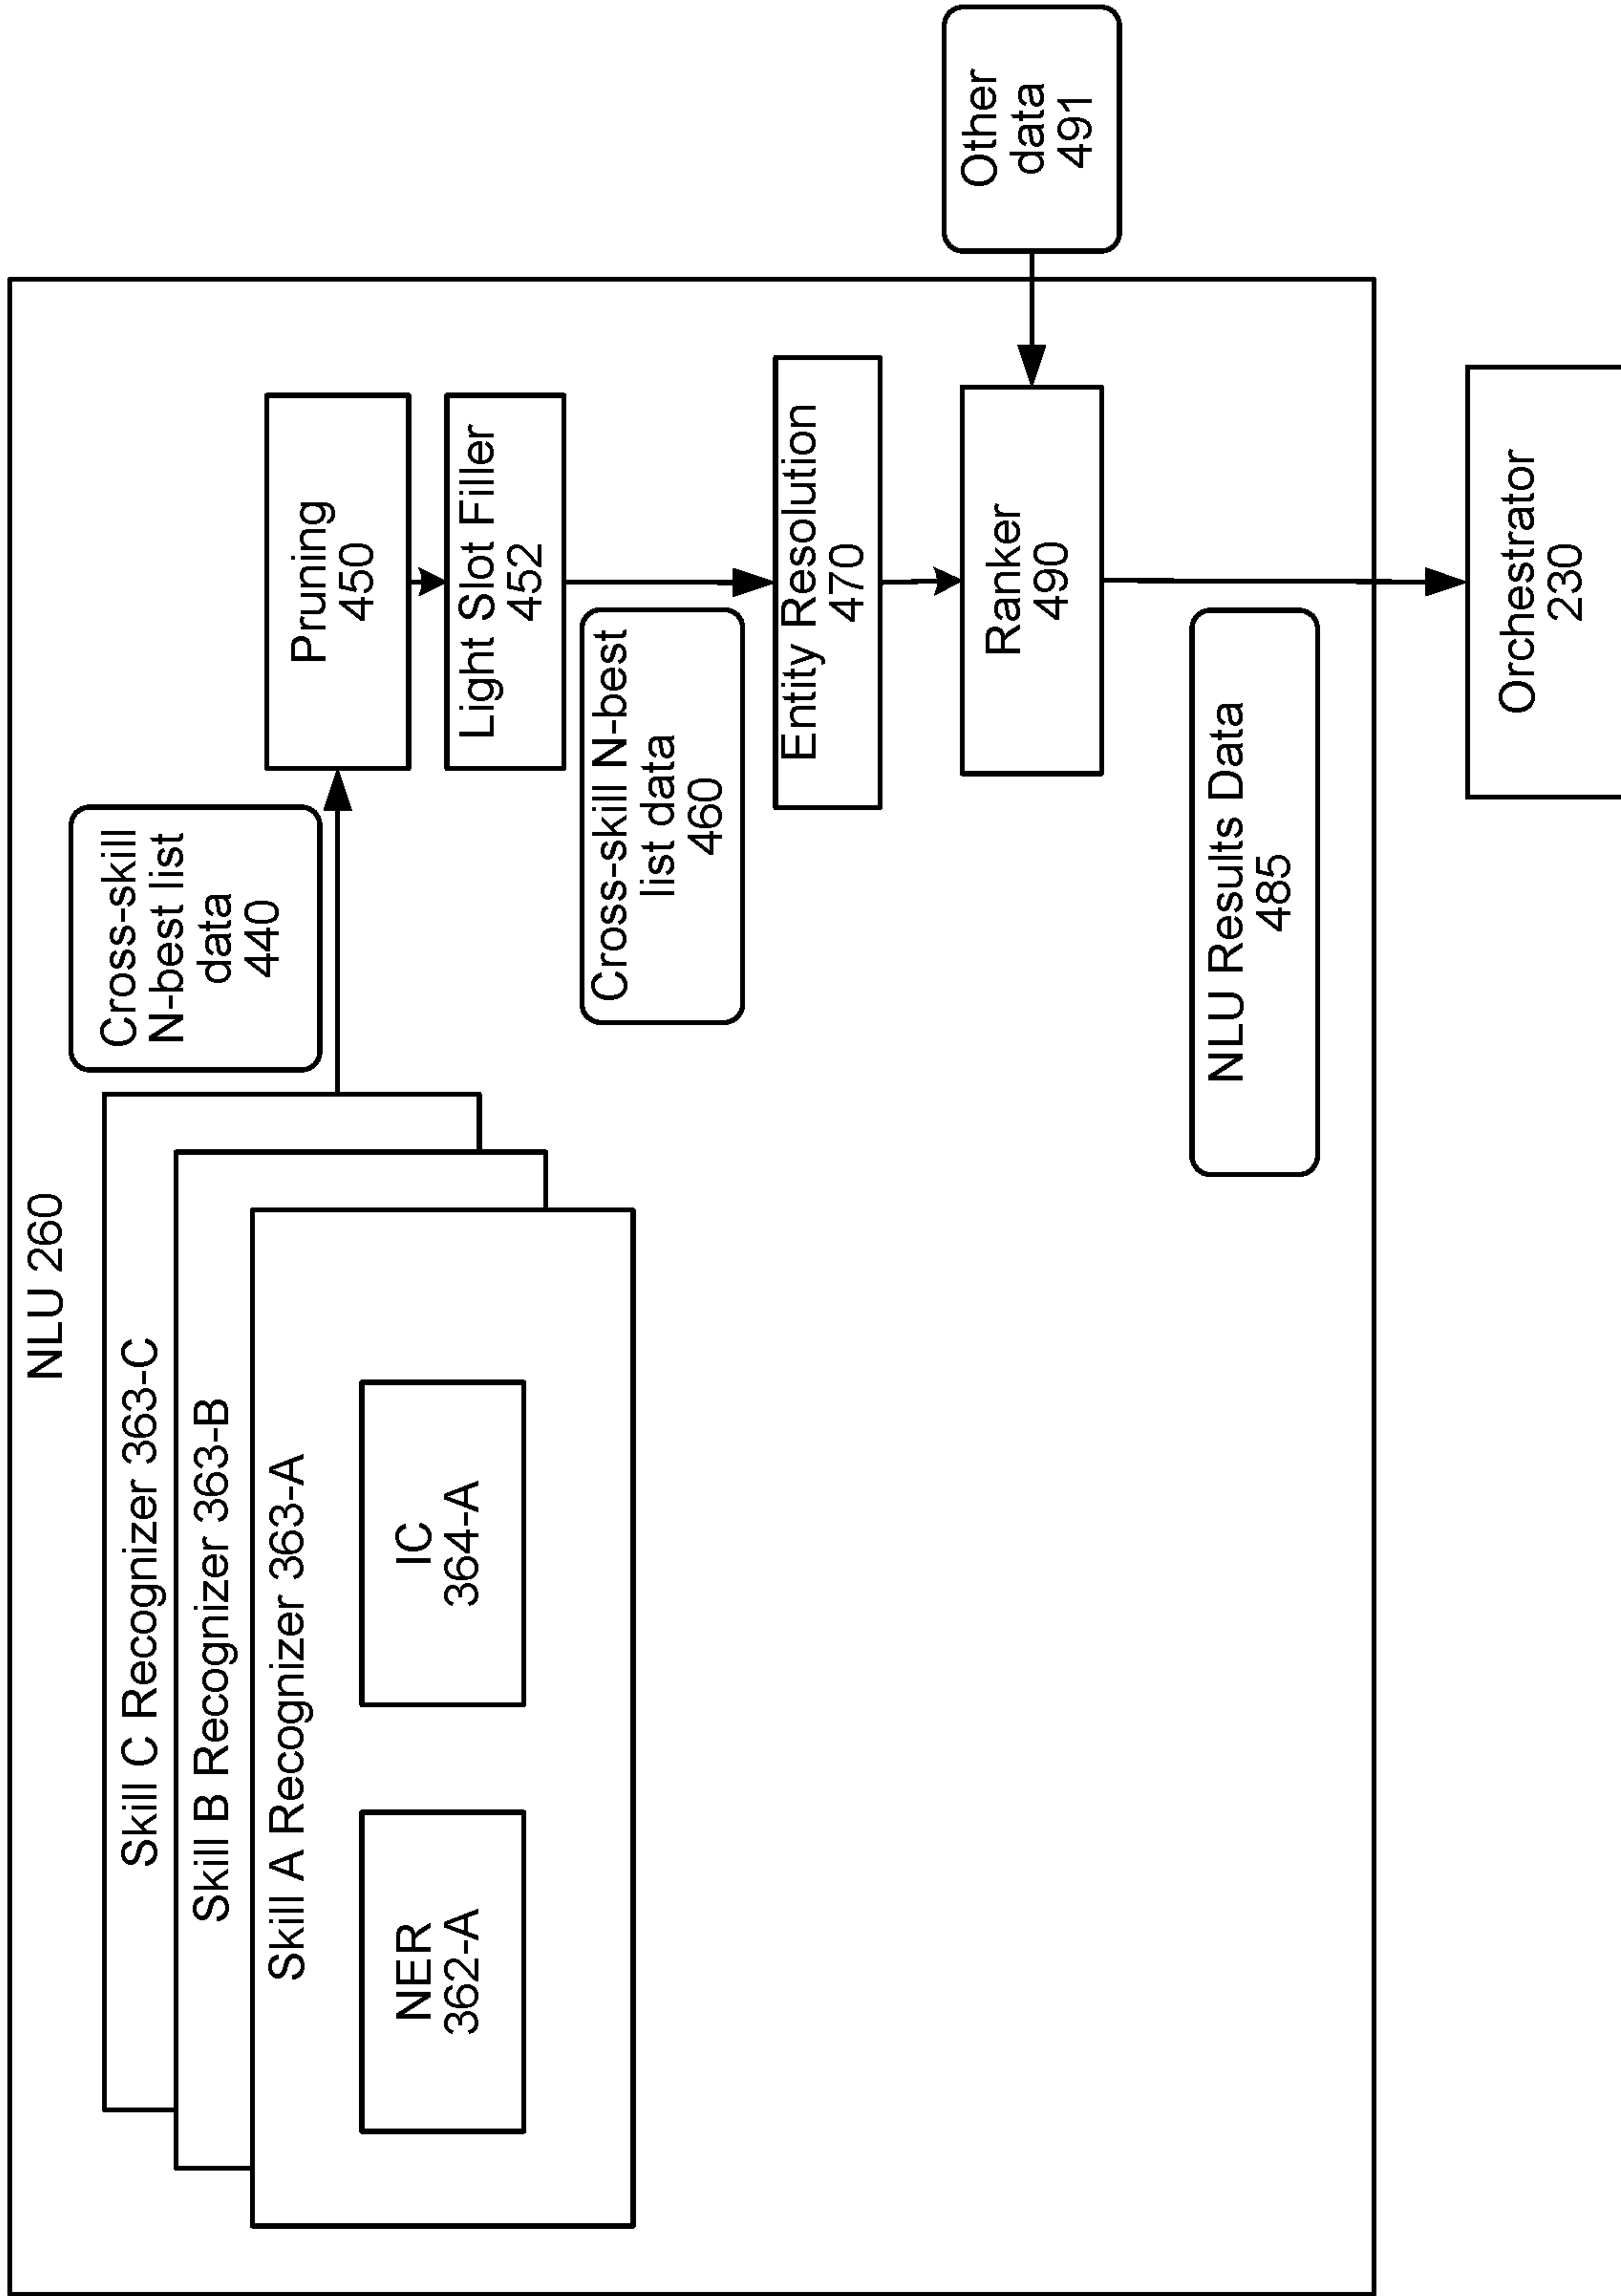 NLU 260
Skill C Recognizer 363-C
Skill B Recognizer 363-B
Skill A Recognizer 363-A
NER
362-A
IC
364-A
Cross-skill
N-best list
data
440
Pruning
450
Light Slot Filler
452
Cross-skill N-best
list data
460
Entity Resolution
470
Ranker
490
Other
data
491
NLU Results Data
485
Orchestrator
230